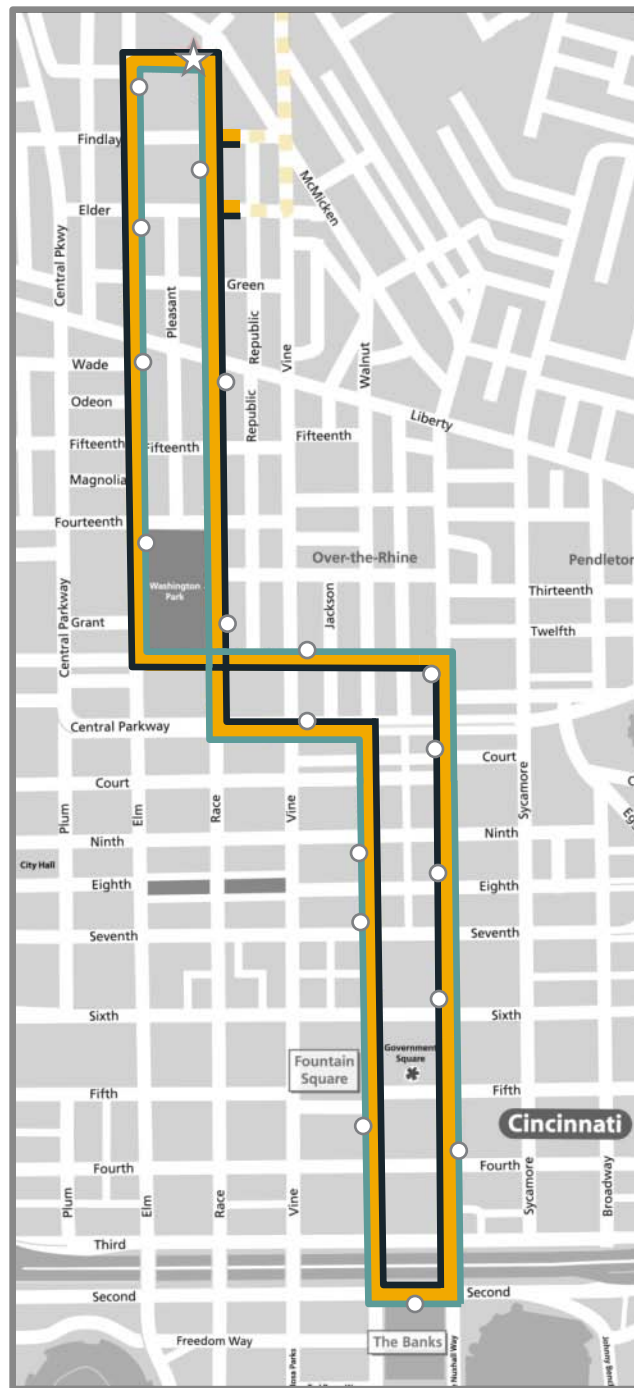 Findlay
McMicken
Elder
Central Pkwy
Pleasant
Green
Republic
Vine
Walnut
Wade
Odeon
Republic
Liberty
Fifteenth
Fifteenth
Fifteenth
Magnolia
Fourteenth
Over-the-Rhine
Pendleton
Washington
Park
Jackson
Thirteenth
Central Parkway
Grant
Twelfth
Central Parkway
Court
Sycamore
Court
Plum
Elm
Race
Vine
Ninth
Ninth
City Hall
Eighth
Eighth
Seventh
Seventh
Sixth
Sixth
Government
Square
Fountain
Square
Fifth
Fifth
Cincinnati
Fourth
Fourth
Plum
Elm
Race
Vine
Sycamore
Broadway
Third
Second
Second
Freedom Way
The Banks